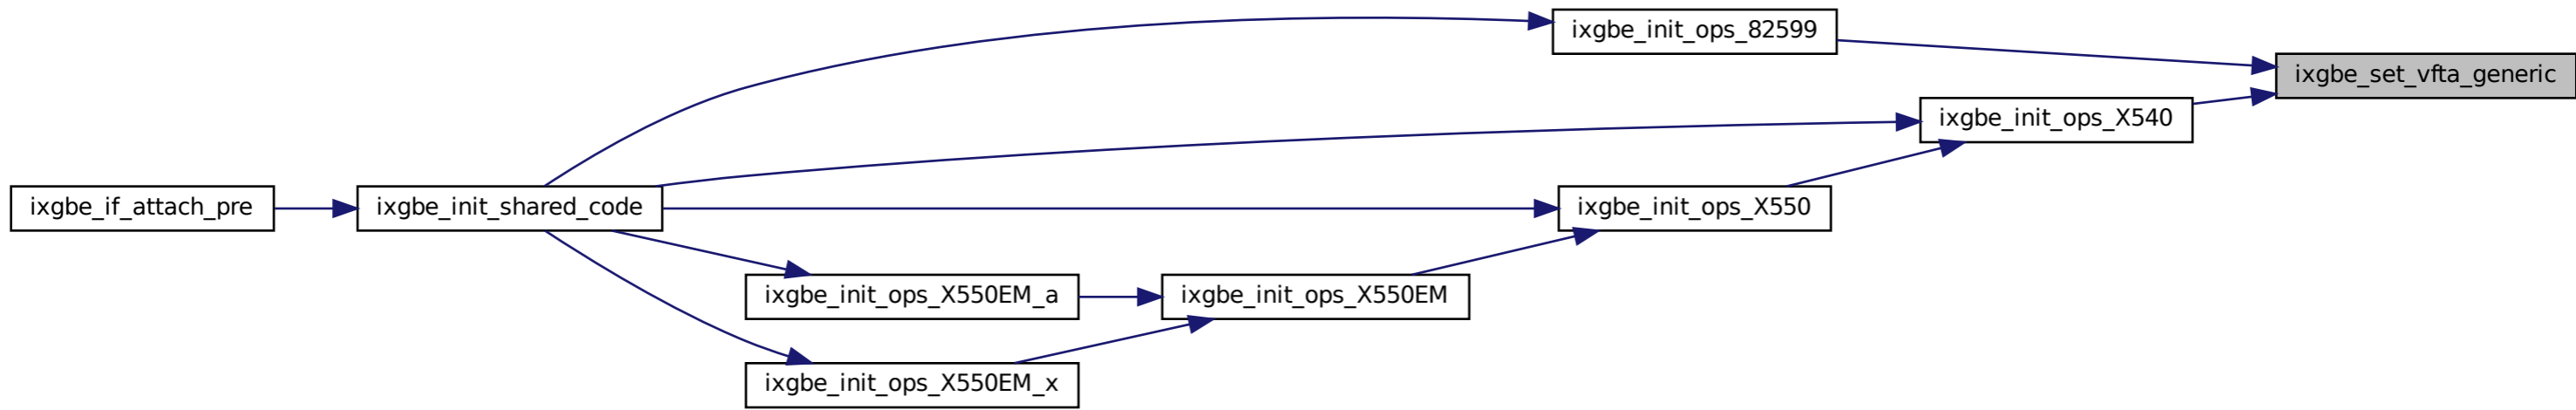 ixgbe_init_ops_82599
ixgbe_set_vfta_generic
ixgbe_init_ops_X540
ixgbe_if_attach_pre
ixgbe_init_shared_code
ixgbe_init_ops_X550
ixgbe_init_ops_X550EM_a
ixgbe_init_ops_X550EM
ixgbe_init_ops_X550EM_x